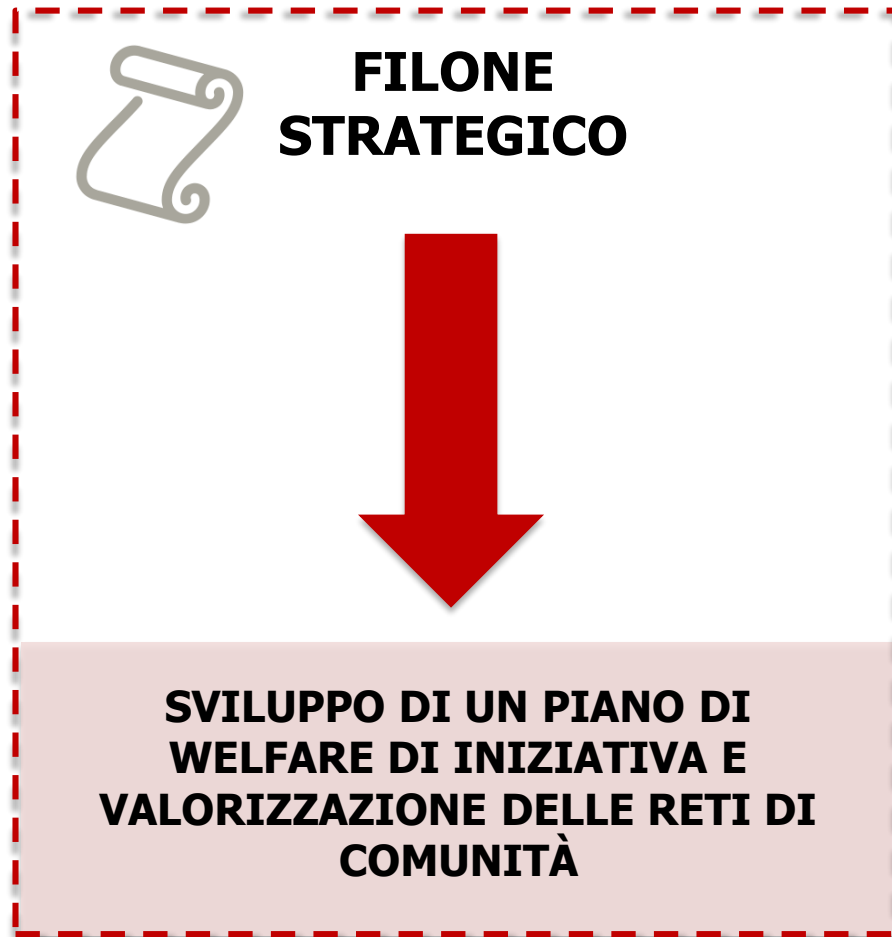 FILONE
STRATEGICO
SVILUPPO DI UN PIANO DI
WELFARE DI INIZIATIVA E
VALORIZZAZIONE DELLE RETI DI
COMUNITÀ